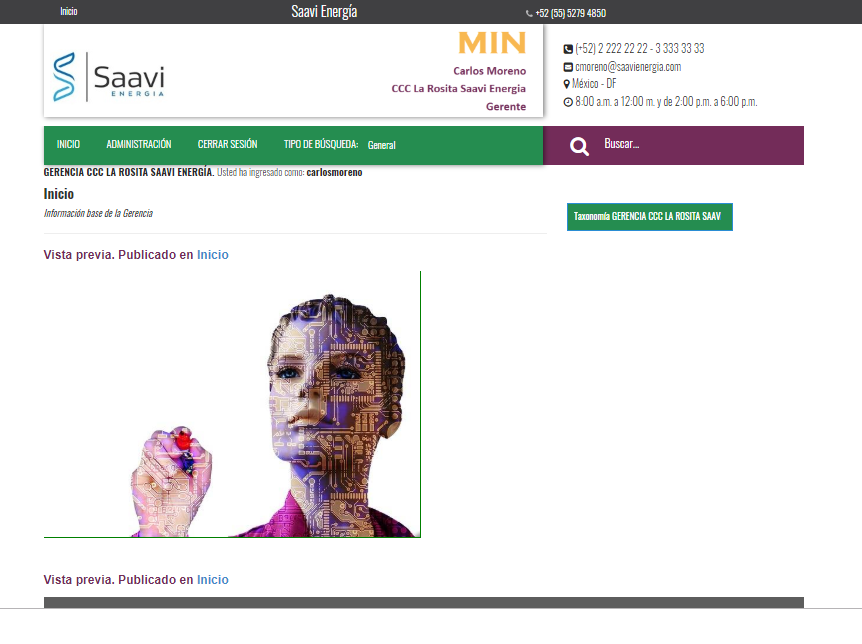 Inicio
Saavi Energía
+52 (55) 5279 4850
Saavi
ENERGIA
MIN
Carlos Moreno
CCC La Rosita Saavi Energia
Gerente
(+52) 2 222 22 22 - 3 333 33 33
cmoreno@saavienergia.com
México - DF
8:00 a.m. a 12:00 m. y de 2:00 p.m. a 6:00 p.m.
INICIO
ADMINISTRACIÓN
CERRAR SESIÓN
TIPO DE BÚSQUEDA:
General
Buscar...
GERENCIA CCC LA ROSITA SAAVI ENERGÍA. Usted ha ingresado como: carlosmoreno
Inicio
Información base de la Gerencia
Taxonomía GERENCIA CCC LA ROSITA SAAV
Vista previa. Publicado en Inicio
Vista previa. Publicado en Inicio